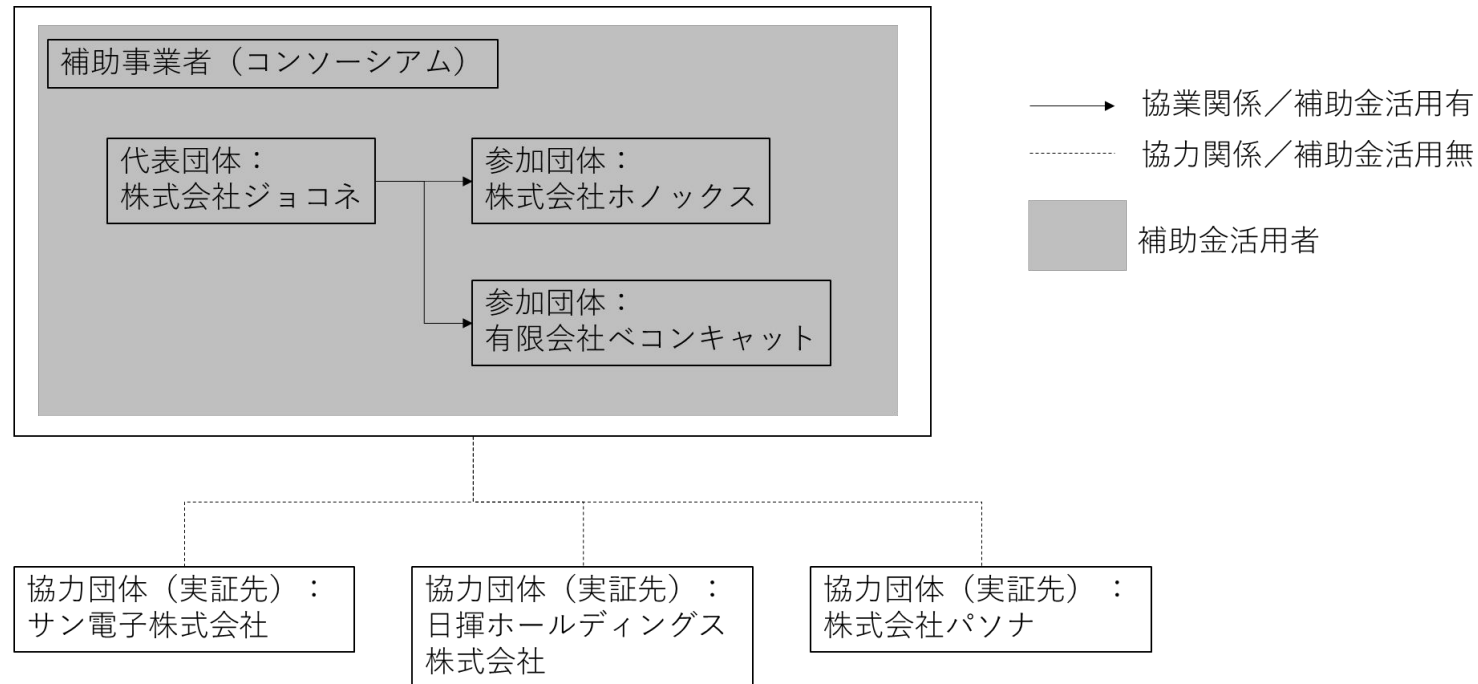 補助事業者（コンソーシアム）
代表団体：
株式会社ジョコネ
参加団体：
株式会社ホノックス
参加団体：
有限会社ベコンキャット
協業関係／補助金活用有
協力関係／補助金活用無
補助金活用者
協力団体（実証先）：
サン電子株式会社
協力団体（実証先）：
日揮ホールディングス
株式会社
協力団体（実証先）：
株式会社パソナ